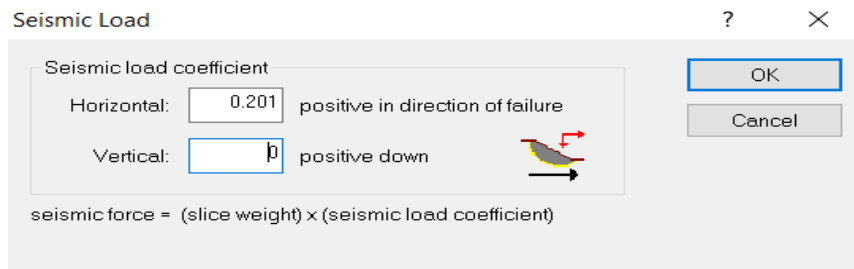 Seismic Load ? ×
Seismic load coefficient
OK
Horizontal: 0.201 positive in direction of failure
Cancel
Vertical: 0 positive down
seismic force = (slice weight) x (seismic load coefficient)